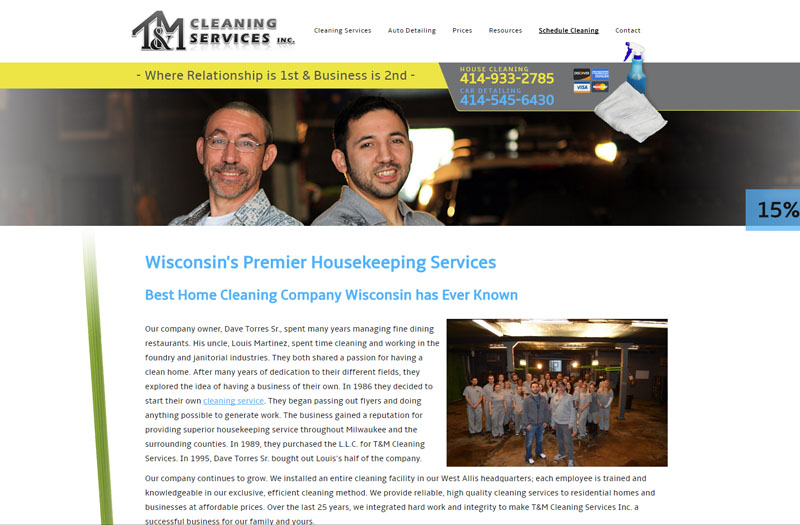 T&M CLEANING
SERVICES INC.
Cleaning Services Auto Detailing Prices Resources Schedule Cleaning Contact
- Where Relationship is 1st & Business is 2nd -
HOUSE CLEANING
414-933-2785
CAR DETAILING
414-545-6430
DISCOVER
VISA
15%
Wisconsin's Premier Housekeeping Services
Best Home Cleaning Company Wisconsin has Ever Known
Our company owner, Dave Torres Sr., spent many years managing fine dining
restaurants. His uncle, Louis Martinez, spent time cleaning and working in the
foundry and janitorial industries. They both shared a passion for having a
clean home. After many years of dedication to their different fields, they
explored the idea of having a business of their own. In 1986 they decided to
start their own cleaning service. They began passing out flyers and doing
anything possible to generate work. The business gained a reputation for
providing superior housekeeping service throughout Milwaukee and the
surrounding counties. In 1989, they purchased the L.L.C. for T&M Cleaning
Services. In 1995, Dave Torres Sr. bought out Louis's half of the company.
Our company continues to grow. We installed an entire cleaning facility in our West Allis headquarters; each employee is trained and
knowledgeable in our exclusive, efficient cleaning method. We provide reliable, high quality cleaning services to residential homes and
businesses at affordable prices. Over the last 25 years, we integrated hard work and integrity to make T&M Cleaning Services Inc. a
successful business for our family and yours.